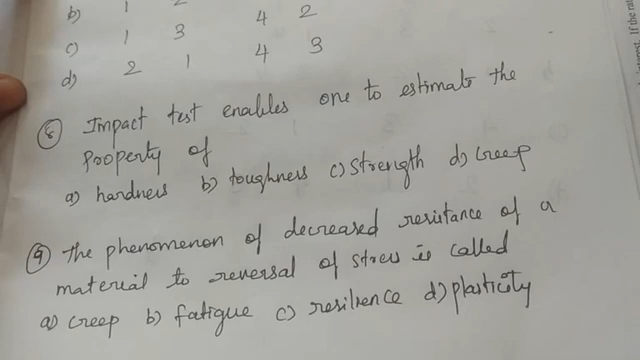 b) 1 2 4 2
c) 1 3 4 3
d) 2 1
⑧ Impact test enables one to estimate the
property of
a) hardness b) toughness c) strength d) creep
⑨ The phenomenon of decreased resistance of a
material to reversal of stress is called
a) creep b) fatigue c) resilience d) plasticity